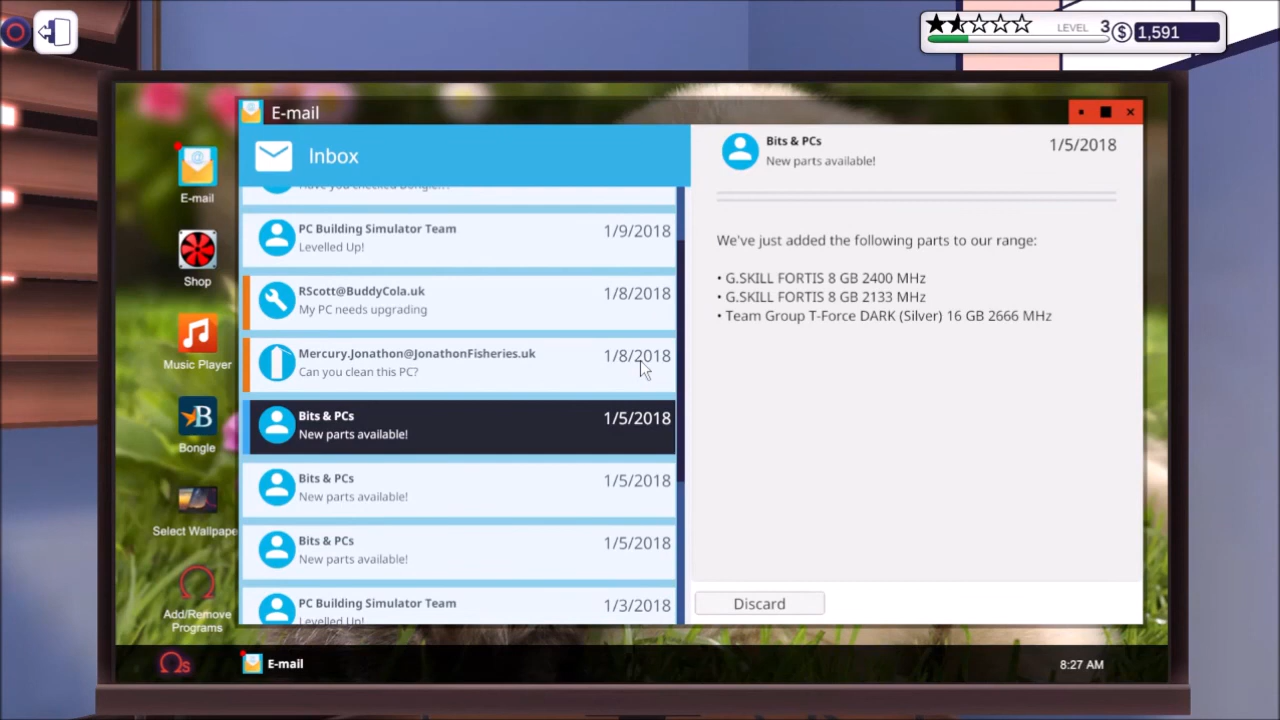 LEVEL 3 $ 1,591
E-mail
Inbox
Bits & PCs
New parts available!
1/5/2018
PC Building Simulator Team
Levelled Up!
1/9/2018
RScott@BuddyCola.uk
My PC needs upgrading
1/8/2018
Mercury.Jonathon@JonathonFisheries.uk
Can you clean this PC?
1/8/2018
Bits & PCs
New parts available!
1/5/2018
Bits & PCs
New parts available!
1/5/2018
Bits & PCs
New parts available!
1/5/2018
PC Building Simulator Team
Levelled Up!
1/3/2018
We've just added the following parts to our range:
• G.SKILL FORTIS 8 GB 2400 MHz
• G.SKILL FORTIS 8 GB 2133 MHz
• Team Group T-Force DARK (Silver) 16 GB 2666 MHz
Discard
E-mail
Shop
Music Player
Bongle
Select Wallpape
Add/Remove
Programs
E-mail
8:27 AM